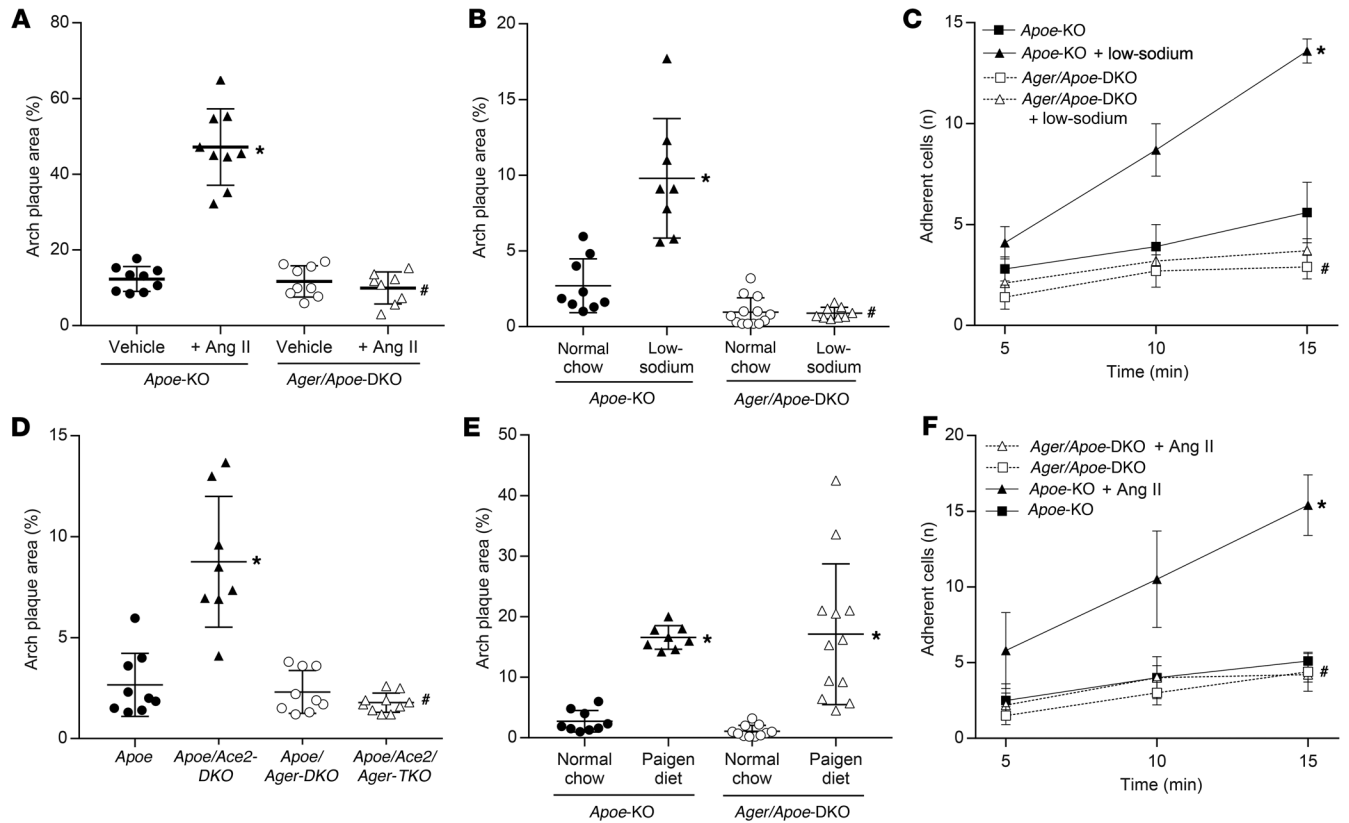 A
Arch plaque area (%)
80
60
40
20
0
*
#
Vehicle + Ang II Vehicle + Ang II
Apoe-KO Ager/Apoe-DKO
B
Arch plaque area (%)
20
15
10
5
0
*
#
Normal chow Low-sodium Normal chow Low-sodium
Apoe-KO Ager/Apoe-DKO
C
Adherent cells (n)
15
10
5
0
Apoe-KO
Apoe-KO + low-sodium
Ager/Apoe-DKO
Ager/Apoe-DKO
+ low-sodium
*
#
5 10 15
Time (min)
D
Arch plaque area (%)
15
10
5
0
*
#
Apoe Apoe/Ace2-DKO Apoe/Ager-DKO Apoe/Ace2/Ager-TKO
E
Arch plaque area (%)
50
40
30
20
10
0
*
*
Normal chow Paigen diet Normal chow Paigen diet
Apoe-KO Ager/Apoe-DKO
F
Adherent cells (n)
20
15
10
5
0
Ager/Apoe-DKO + Ang II
Ager/Apoe-DKO
Apoe-KO + Ang II
Apoe-KO
*
#
5 10 15
Time (min)